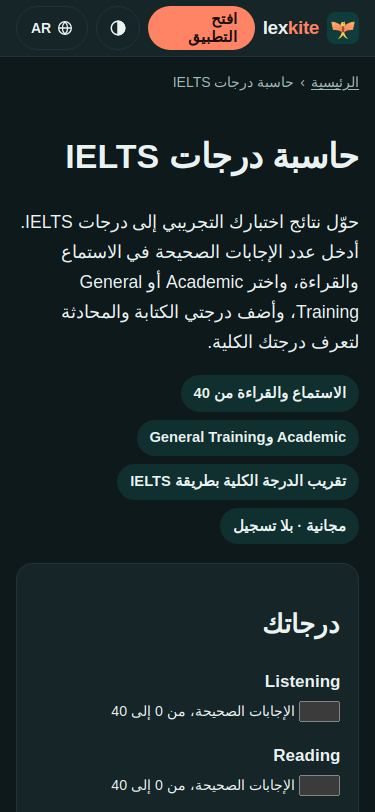 lexkite
افتح
التطبيق
AR
الرئيسية › حاسبة درجات IELTS
حاسبة درجات IELTS
حوّل نتائج اختبارك التجريبي إلى درجات IELTS.
أدخل عدد الإجابات الصحيحة في الاستماع
والقراءة، واختر Academic أو General
Training، وأضف درجتي الكتابة والمحادثة
لتعرف درجتك الكلية.
الاستماع والقراءة من 40
Academic وGeneral Training
تقريب الدرجة الكلية بطريقة IELTS
مجانية · بلا تسجيل
درجاتك
Listening
الإجابات الصحيحة، من 0 إلى 40
Reading
الإجابات الصحيحة، من 0 إلى 40